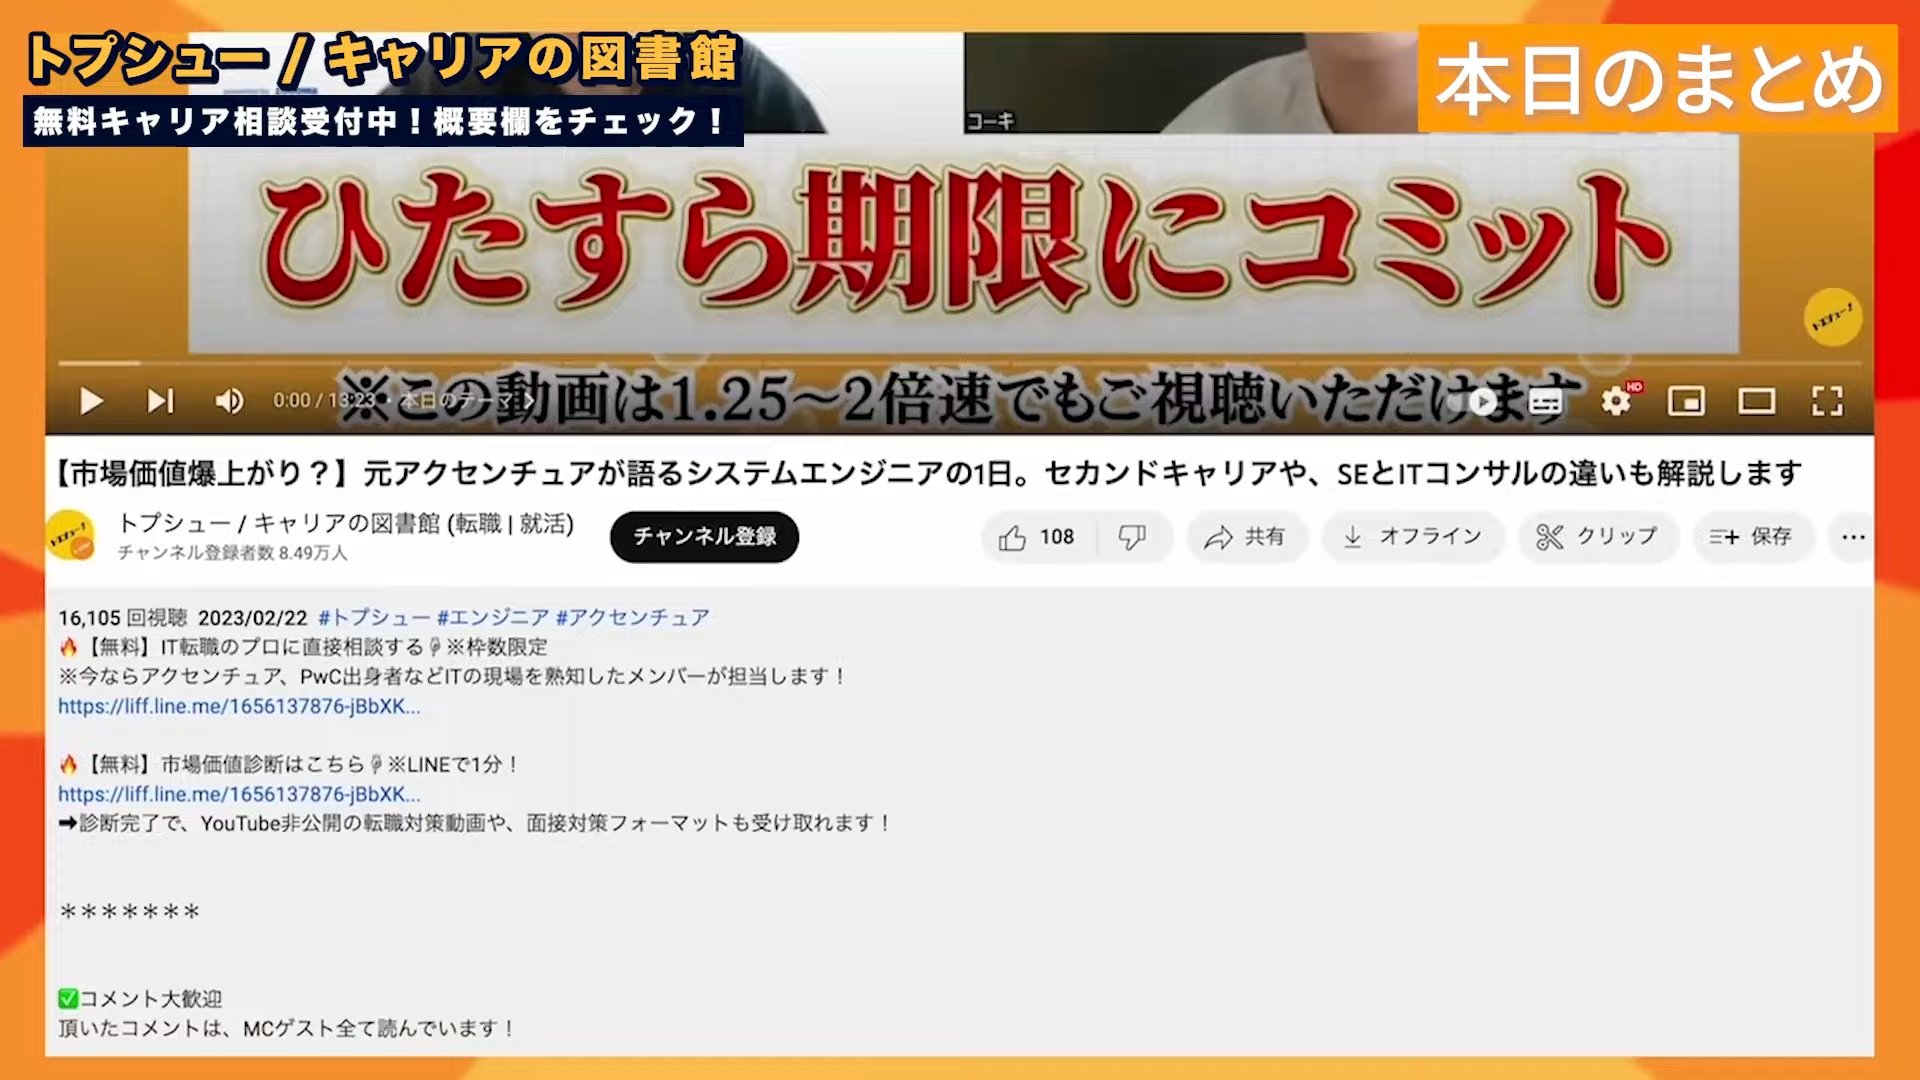 トプシュー / キャリアの図書館
無料キャリア相談受付中！概要欄をチェック！
本日のまとめ
コーキ
ひたすら期限にコミット
トプシュー!
0:00 / 13:23 • 本日のテーマ
※この動画は1.25～2倍速でもご視聴いただけます
HD
【市場価値爆上がり？】元アクセンチュアが語るシステムエンジニアの1日。セカンドキャリアや、SEとITコンサルの違いも解説します
トプシュー / キャリアの図書館 (転職 | 就活)
チャンネル登録者数 8.49万人
チャンネル登録
108
共有
オフライン
クリップ
保存
16,105 回視聴 2023/02/22 #トプシュー #エンジニア #アクセンチュア
🔥【無料】IT転職のプロに直接相談する☟※枠数限定
※今ならアクセンチュア、PwC出身者などITの現場を熟知したメンバーが担当します！
https://liff.line.me/1656137876-jBbXK...
🔥【無料】市場価値診断はこちら☟※LINEで1分！
https://liff.line.me/1656137876-jBbXK...
➡診断完了で、YouTube非公開の転職対策動画や、面接対策フォーマットも受け取れます！
＊＊＊＊＊＊＊
✅コメント大歓迎
頂いたコメントは、MCゲスト全て読んでいます！